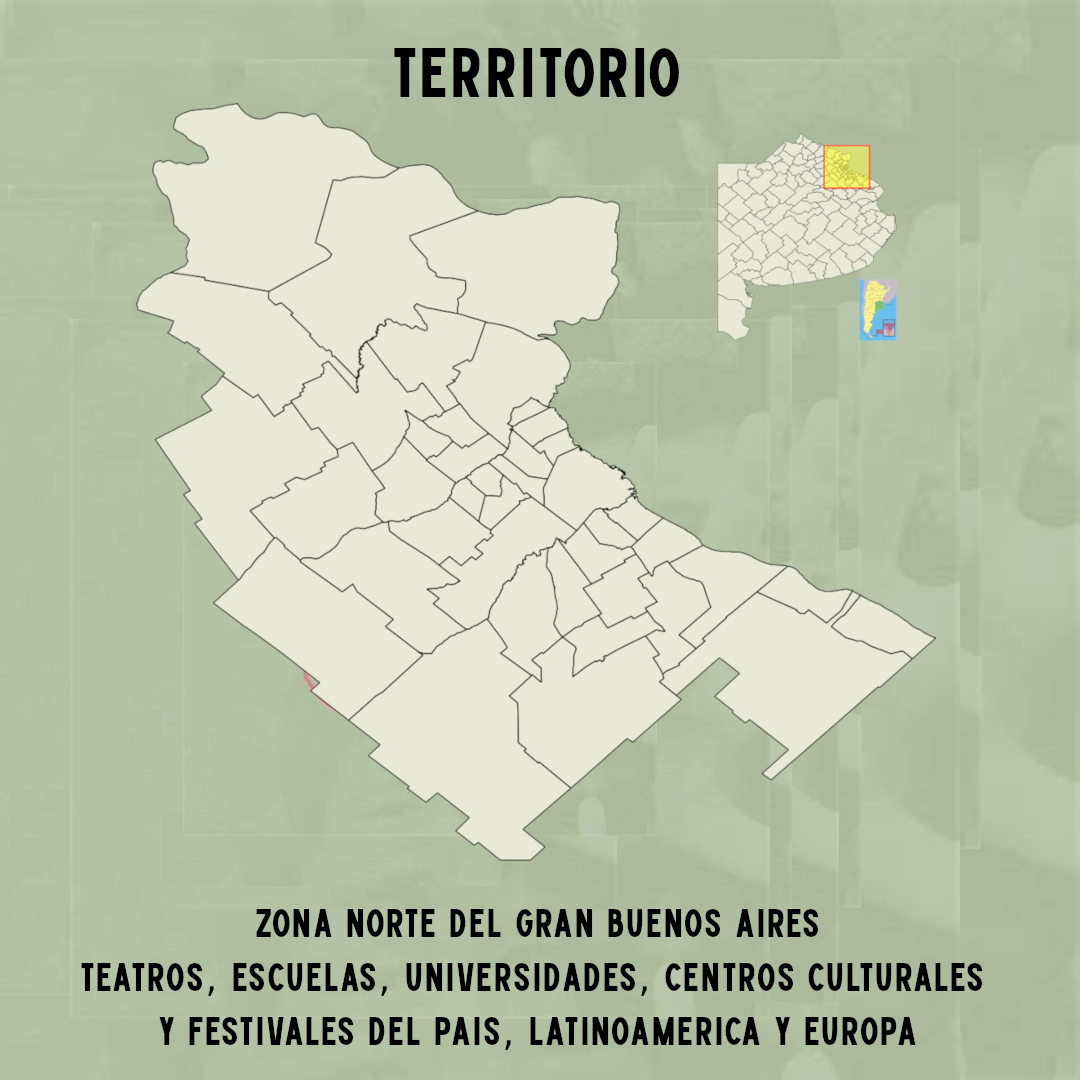 TERRITORIO
ZONA NORTE DEL GRAN BUENOS AIRES
TEATROS, ESCUELAS, UNIVERSIDADES, CENTROS CULTURALES
Y FESTIVALES DEL PAIS, LATINOAMERICA Y EUROPA